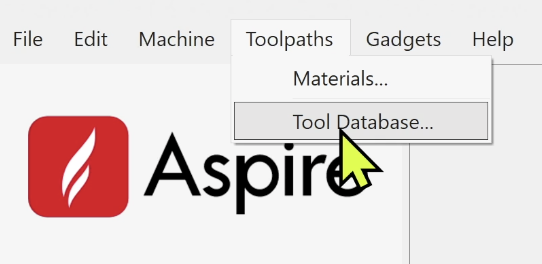 File Edit Machine Toolpaths Gadgets Help
Materials...
Tool Database...
Aspire